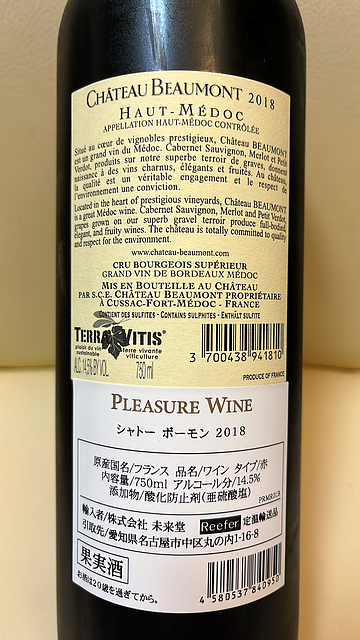 CHÂTEAU BEAUMONT 2018
HAUT-MÉDOC
APPELLATION HAUT-MÉDOC CONTRÔLÉE
Situé au cœur de vignobles prestigieux, Château BEAUMONT
est un grand vin du Médoc. Cabernet Sauvignon, Merlot et Petit
Verdot, produits sur notre superbe terroir de graves, donnent
naissance à des vins charnus, élégants et fruités. Au château,
la qualité est un véritable engagement et le respect de
l'environnement une conviction.
Located in the heart of prestigious vineyards, Château BEAUMONT
is a great Médoc wine. Cabernet Sauvignon, Merlot and Petit Verdot,
grapes grown on our superb gravel terroir produce full-bodied,
elegant, and fruity wines. The château is totally committed to quality
and respect for the environment.
www.chateau-beaumont.com
CRU BOURGEOIS SUPÉRIEUR
GRAND VIN DE BORDEAUX MÉDOC
MIS EN BOUTEILLE AU CHÂTEAU
PAR S.C.E. CHÂTEAU BEAUMONT PROPRIÉTAIRE
À CUSSAC-FORT-MÉDOC - FRANCE
CONTIENT DES SULFITES - CONTAINS SULPHITES - ENTHÄLT SULFITE
TERRA VITIS
plaisir du vin terre vivante
sustainable viticulture
ALC. 14,5% BY VOL. 750 ml
3 700438 941810
PRODUCE OF FRANCE
PLEASURE WINE
シャトー ボーモン 2018
原産国名/フランス 品名/ワイン タイプ/赤
内容量/750ml アルコール分/14.5%
添加物/酸化防止剤(亜硫酸塩)
輸入者/株式会社 未来堂 Reefer 定温輸送品
引取先/愛知県名古屋市中区丸の内1-16-8
果実酒
お酒は20歳を過ぎてから。
4 580537 840950